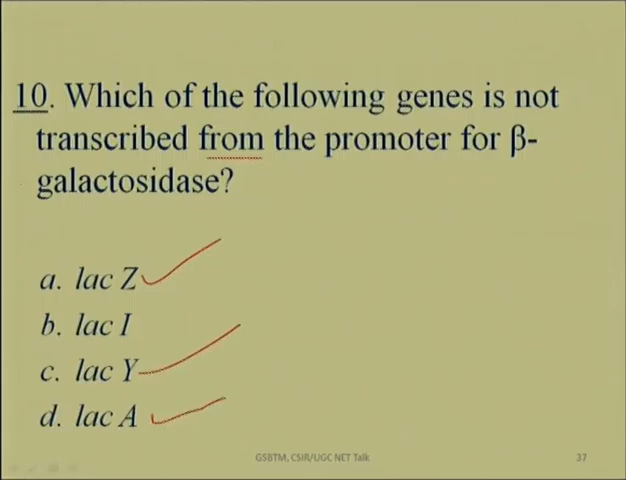 10. Which of the following genes is not
transcribed from the promoter for β-
galactosidase?
a. lac Z
b. lac I
c. lac Y
d. lac A
GSBTM, CSIR/UGC NET Talk
37